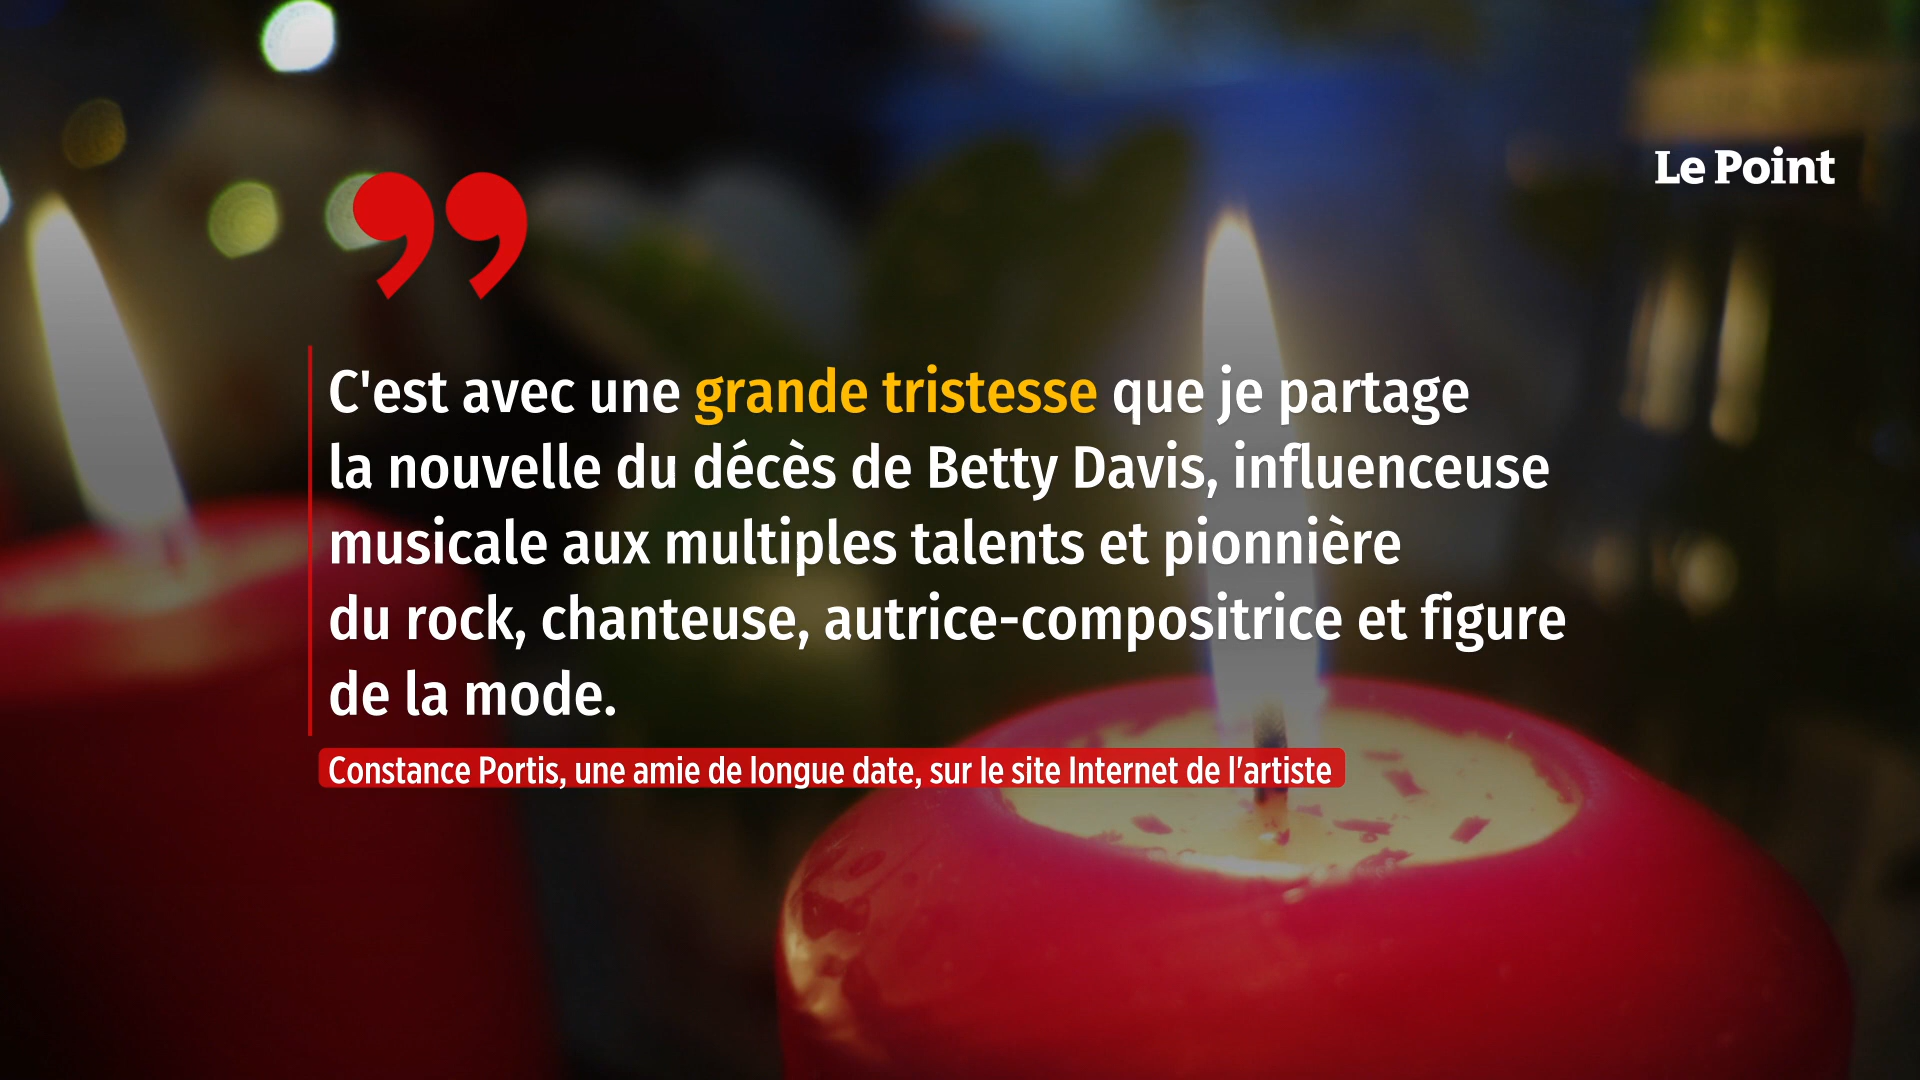 Le Point
”
C'est avec une grande tristesse que je partage
la nouvelle du décès de Betty Davis, influenceuse
musicale aux multiples talents et pionnière
du rock, chanteuse, autrice-compositrice et figure
de la mode.
Constance Portis, une amie de longue date, sur le site Internet de l'artiste